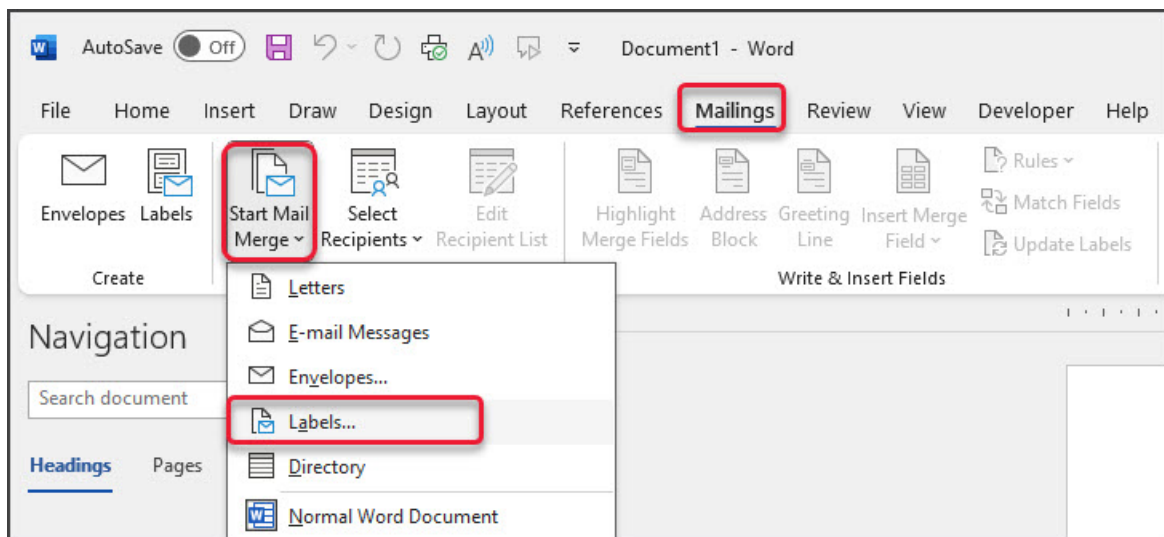 AutoSave Off Document1 - Word
File Home Insert Draw Design Layout References Mailings Review View Developer Help
Envelopes Labels Start Mail Merge Select Recipients Edit Recipient List Highlight Merge Fields Address Block Greeting Line Insert Merge Field Rules
Match Fields
Update Labels
Create Write & Insert Fields
Letters
E-mail Messages
Envelopes...
Labels...
Directory
Normal Word Document
Navigation
Search document
Headings Pages